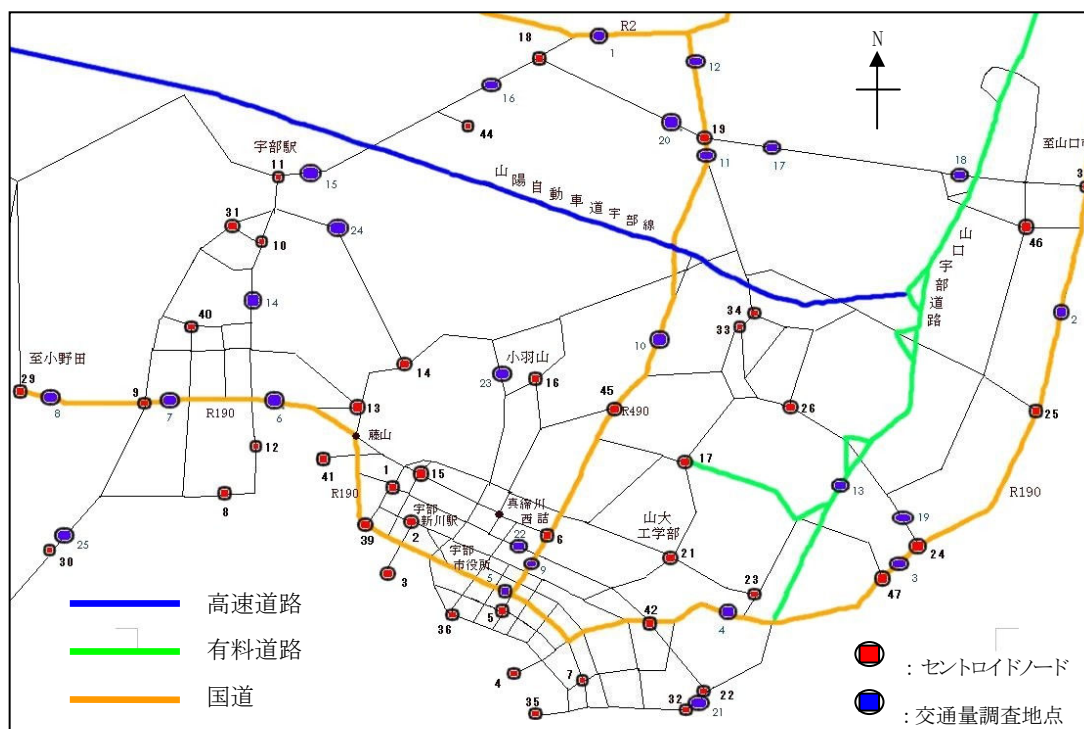 R2
N
18
1
12
16
44
20
19
11
17
18
至山口
3
宇部駅
11
15
山陽自動車道宇部線
31
24
10
46
山口宇部道路
14
40
34
33
2
10
至小野田
29
8
9
7
R190
6
14
13
小羽山
23
16
45
R490
26
25
藤山
12
41
15
17
1
R190
8
真締川
西詰
宇部
新川駅
山大
工学部
13
R190
19
39
2
22
6
24
25
30
宇部
市役所
9
21
3
3
5
23
47
高速道路
36
5
42
4
有料道路
4
7
22
: セントロイドノード
国道
35
32
21
: 交通量調査地点